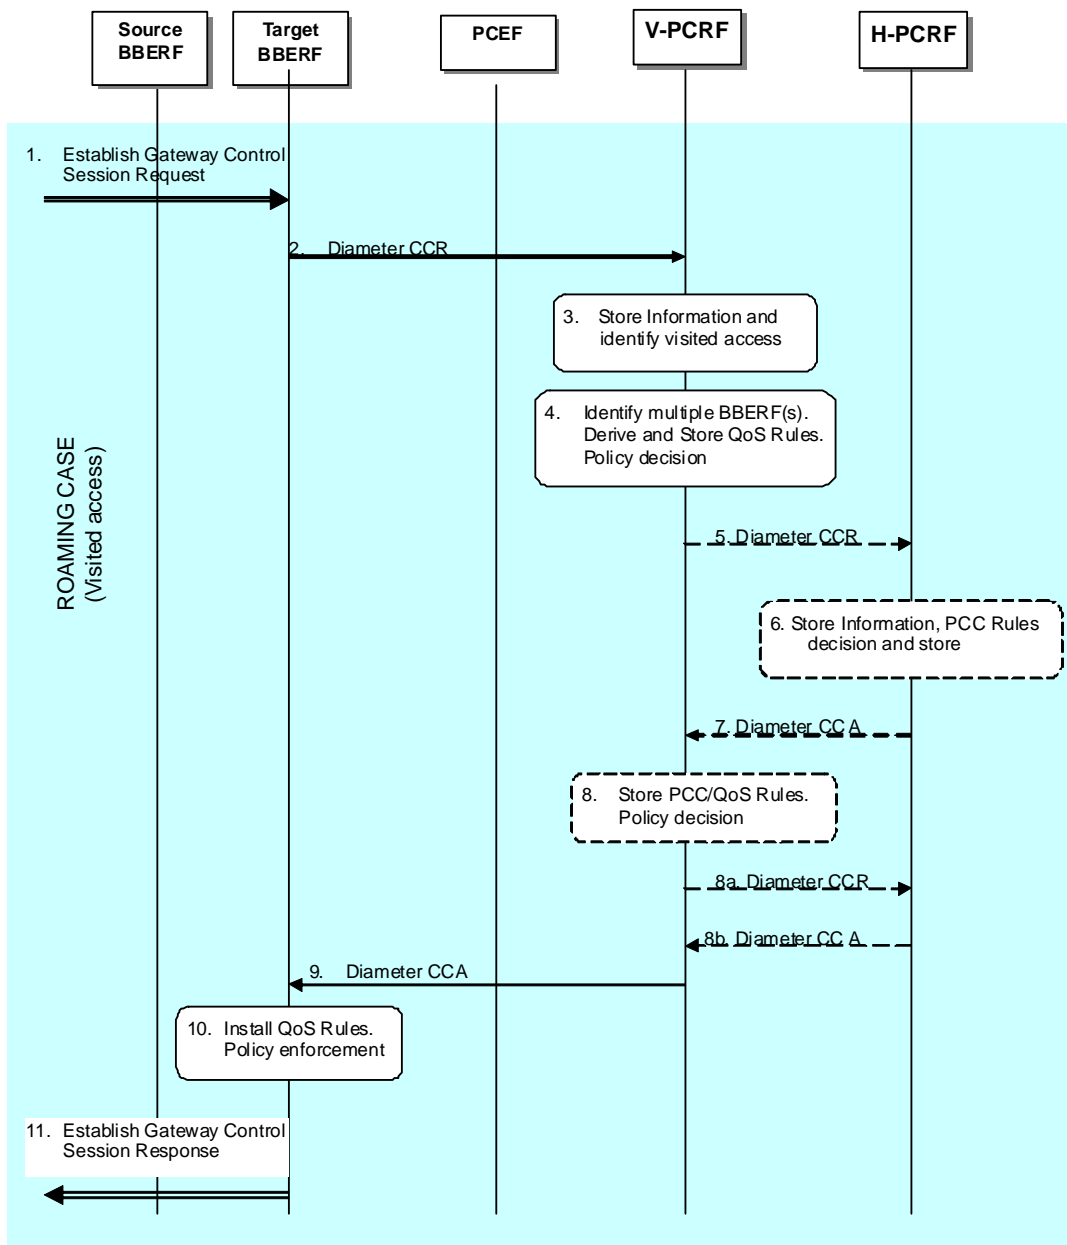 Source
BBERF
Target
BBERF
PCEF
V-PCRF
H-PCRF
1. Establish Gateway Control
Session Request
2. Diameter CCR
3. Store Information and
identify visited access
4. Identify multiple BBERF(s).
Derive and Store QoS Rules.
Policy decision
ROAMING CASE
(Visited access)
5. Diameter CCR
6. Store Information, PCC Rules
decision and store
7. Diameter CCA
8. Store PCC/QoS Rules.
Policy decision
8a. Diameter CCR
8b. Diameter CCA
9. Diameter CCA
10. Install QoS Rules.
Policy enforcement
11. Establish Gateway Control
Session Response